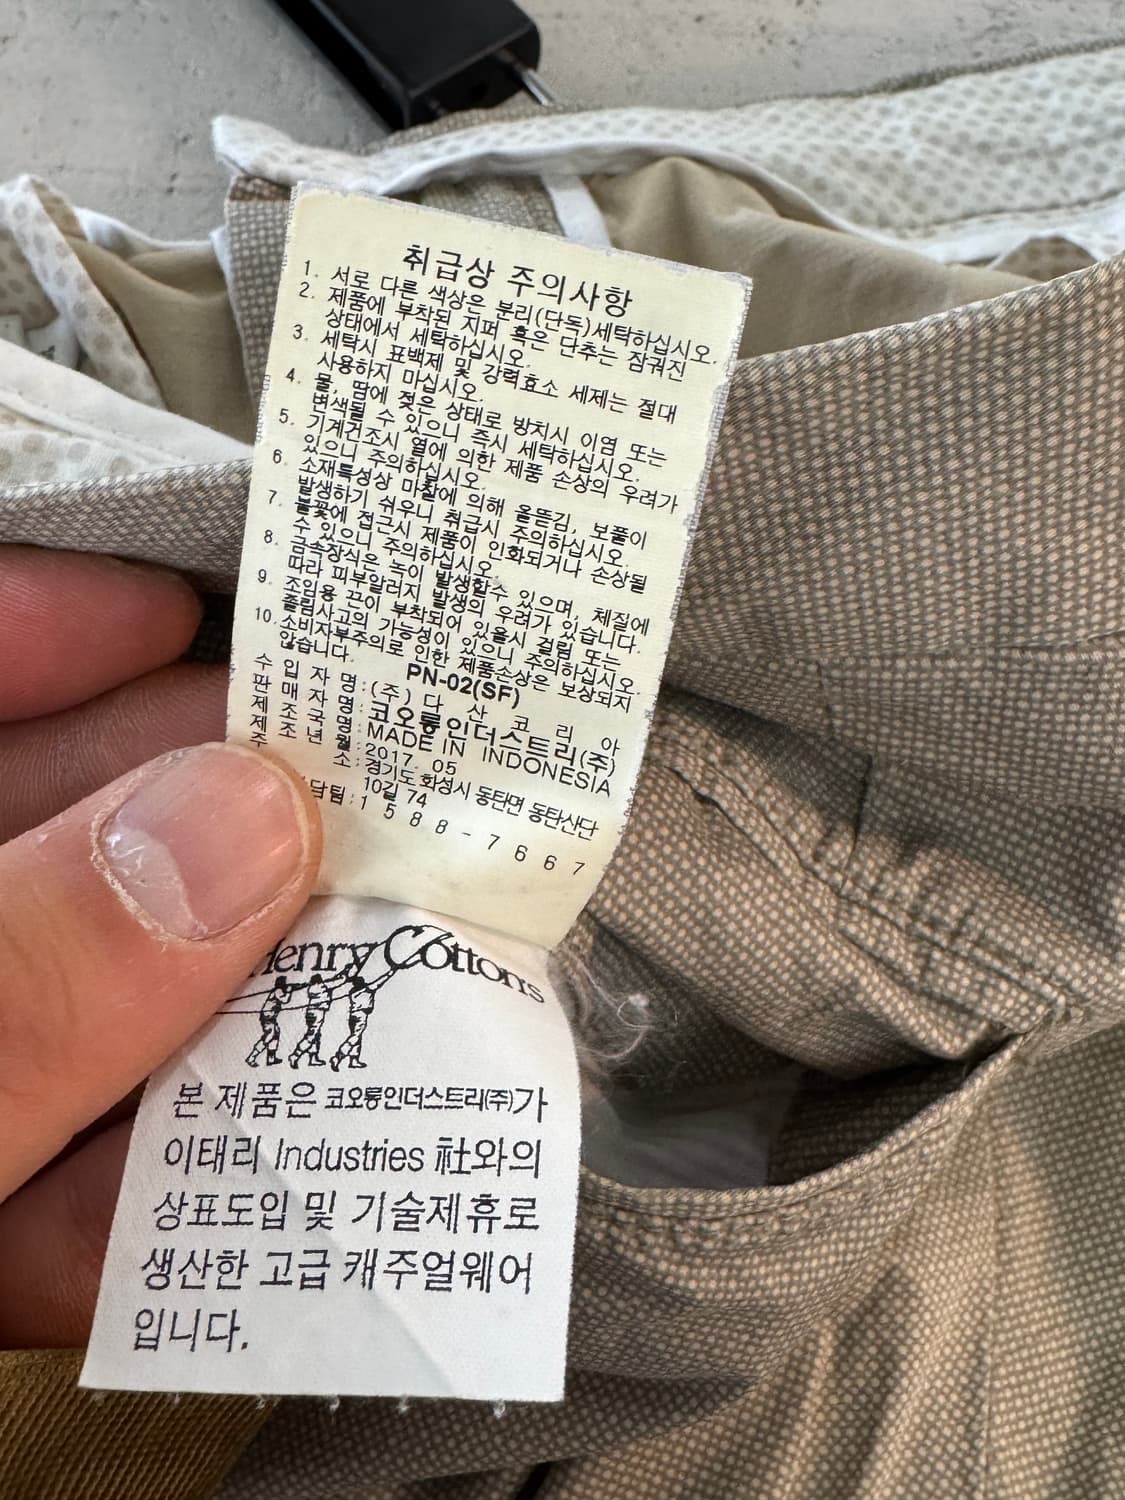 취급상 주의사항
1. 서로 다른 색상은 분리(단독)세탁하십시오.
2. 제품에 부착된 지퍼 혹은 단추는 잠궈진
상태에서 세탁하십시오.
3. 세탁시 표백제 및 강력효소 세제는 절대
사용하지 마십시오.
4. 물, 땀에 젖은 상태로 방치시 이염 또는
변색될 수 있으니 즉시 세탁하십시오.
5. 기계건조시 열에 의한 제품 손상의 우려가
있으니 주의하십시오.
6. 소재특성상 마찰에 의해 올뜯김, 보풀이
발생하기 쉬우니 취급시 주의하십시오.
7. 불꽃에 접근시 제품이 인화되거나 손상될
수 있으니 주의하십시오.
8. 금속장식은 녹이 발생할수 있으며, 체질에
따라 피부알러지 발생의 우려가 있습니다.
9. 조임용 끈이 부착되어 있을시 걸림 또는
졸림사고의 가능성이 있으니 주의하십시오.
10. 소비자부주의로 인한 제품손상은 보상되지
않습니다.
PN-02(SF)
수입자명:(주)다산코리아
판매자명:코오롱인더스트리(주)
제조국명:MADE IN INDONESIA
제조년월:2017. 05
주소:경기도 화성시 동탄면 동탄산단
10길 74
담팀:1588-7667
Henry Cotton's
본 제품은 코오롱인더스트리(주)가
이태리 Industries 社와의
상표도입 및 기술제휴로
생산한 고급 캐주얼웨어
입니다.